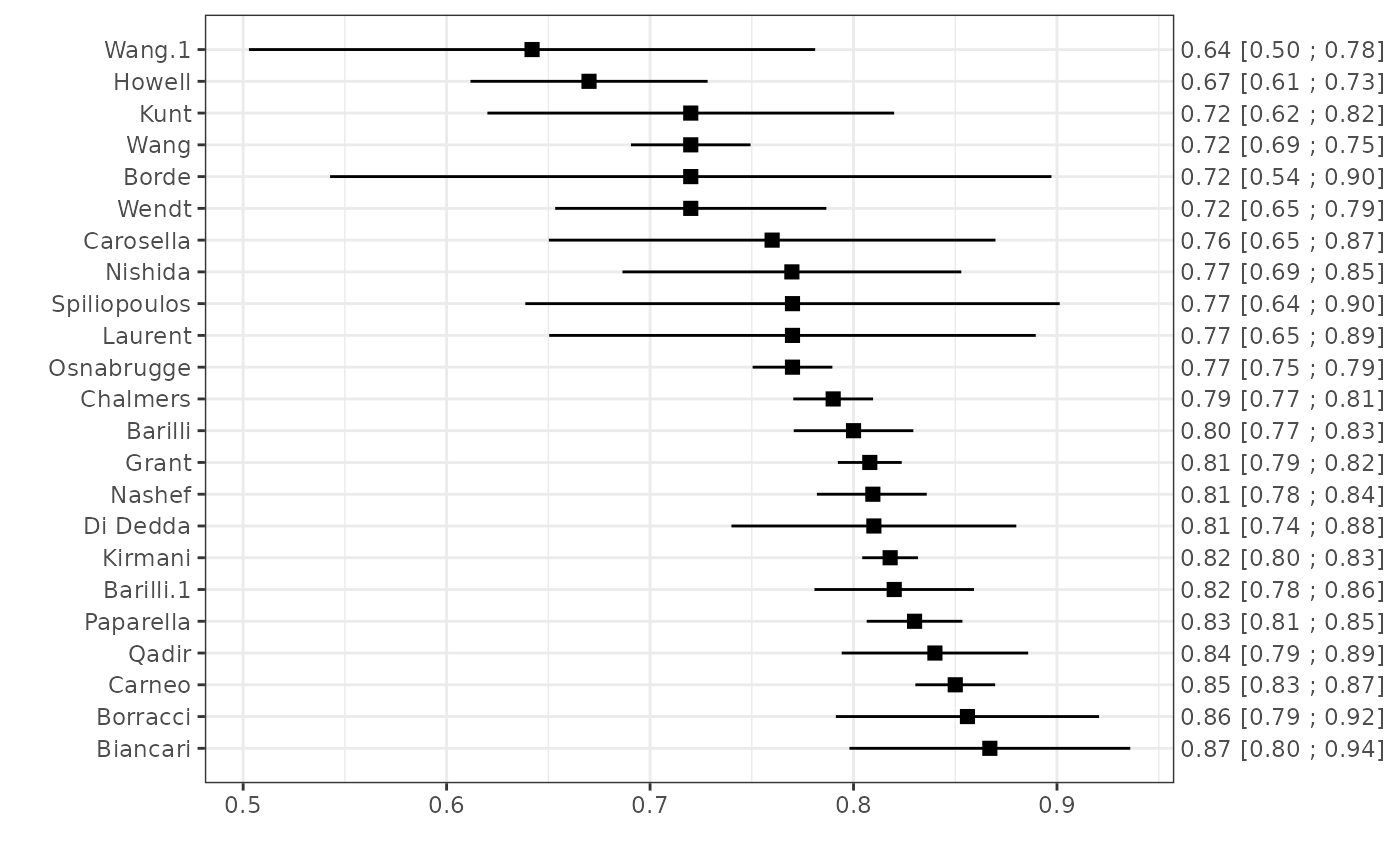 Wang.1 0.64 [0.50 ; 0.78]
Howell 0.67 [0.61 ; 0.73]
Kunt 0.72 [0.62 ; 0.82]
Wang 0.72 [0.69 ; 0.75]
Borde 0.72 [0.54 ; 0.90]
Wendt 0.72 [0.65 ; 0.79]
Carosella 0.76 [0.65 ; 0.87]
Nishida 0.77 [0.69 ; 0.85]
Spiliopoulos 0.77 [0.64 ; 0.90]
Laurent 0.77 [0.65 ; 0.89]
Osnabrugge 0.77 [0.75 ; 0.79]
Chalmers 0.79 [0.77 ; 0.81]
Barilli 0.80 [0.77 ; 0.83]
Grant 0.81 [0.79 ; 0.82]
Nashef 0.81 [0.78 ; 0.84]
Di Dedda 0.81 [0.74 ; 0.88]
Kirmani 0.82 [0.80 ; 0.83]
Barilli.1 0.82 [0.78 ; 0.86]
Paparella 0.83 [0.81 ; 0.85]
Qadir 0.84 [0.79 ; 0.89]
Carneo 0.85 [0.83 ; 0.87]
Borracci 0.86 [0.79 ; 0.92]
Biancari 0.87 [0.80 ; 0.94]
0.5 0.6 0.7 0.8 0.9